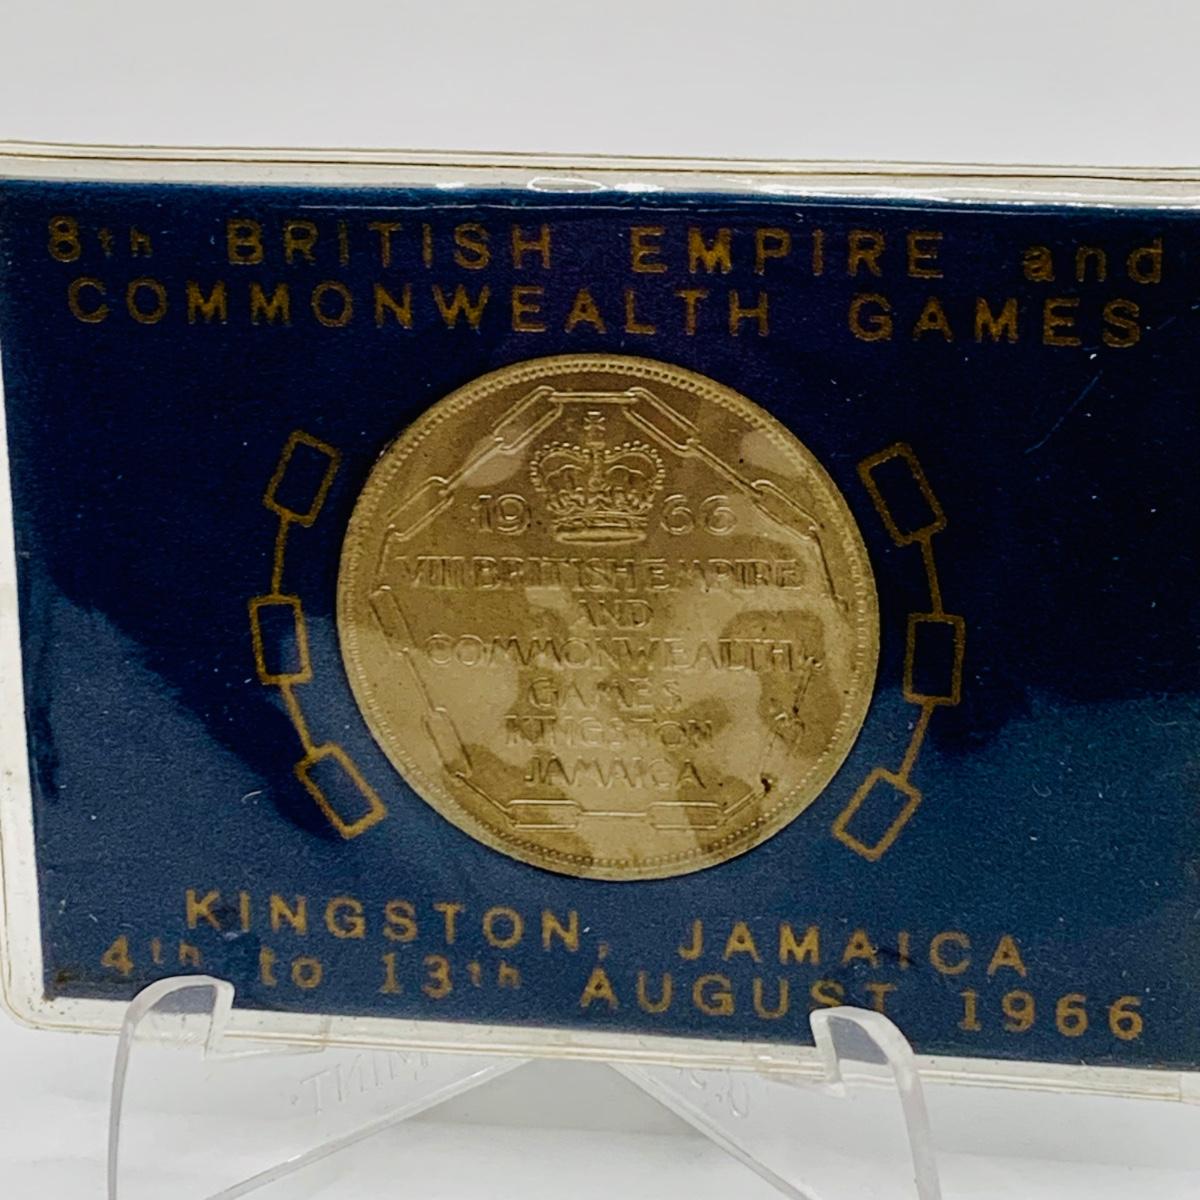 8th BRITISH EMPIRE and
COMMONWEALTH GAMES
19 66
VIII BRITISH EMPIRE
AND
COMMONWEALTH
GAMES
KINGSTON
JAMAICA
KINGSTON, JAMAICA
4th to 13th AUGUST 1966
MINT